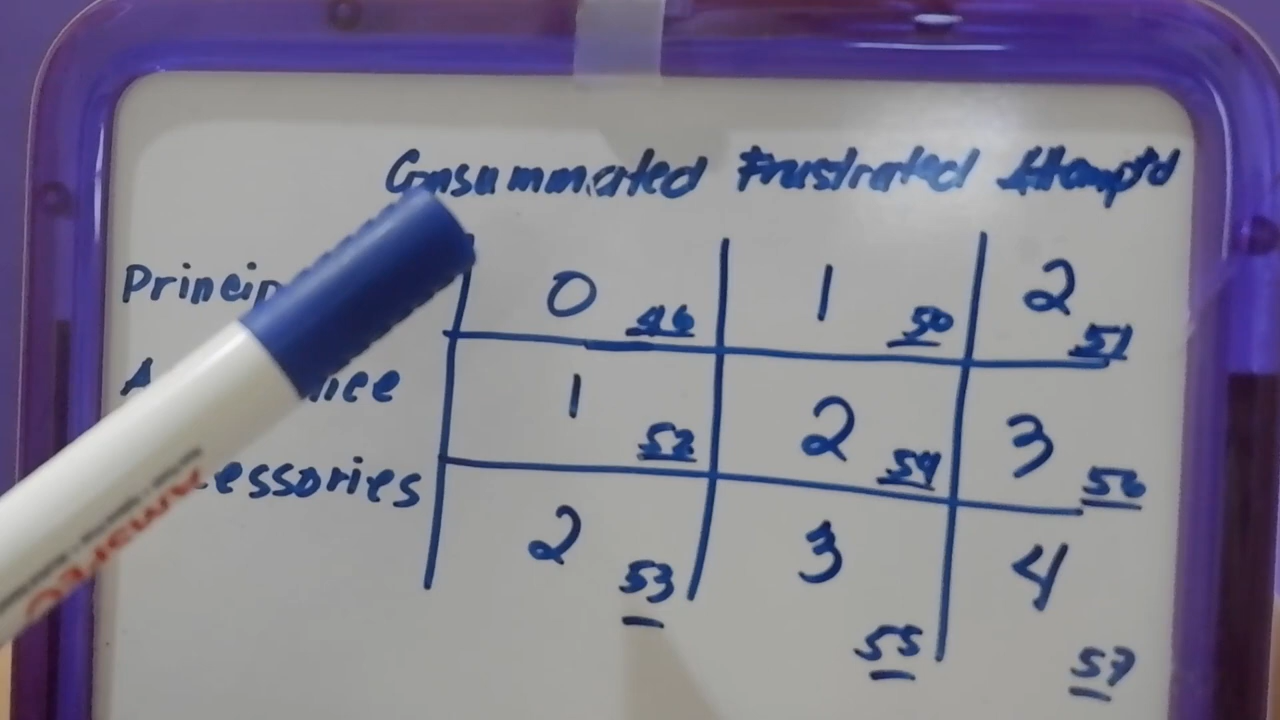 Consummated Frustrated Attempt'd
Princip 0 46 1 50 2 51
1 52 2 54 3 56
essories 2 53 3 55 4 57